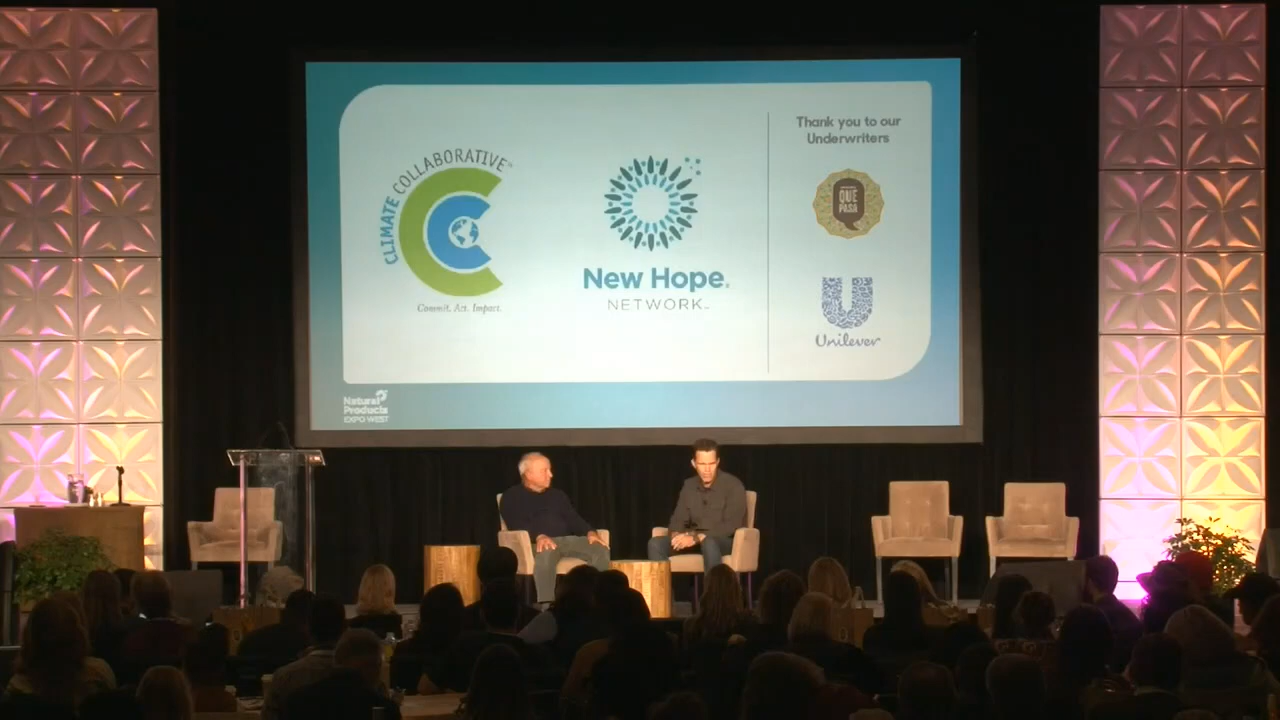 CLIMATE COLLABORATIVE™
Commit. Act. Impact.
New Hope
NETWORK
Thank you to our
Underwriters
QUE
PASA
Unilever
Natural
Products
EXPO WEST